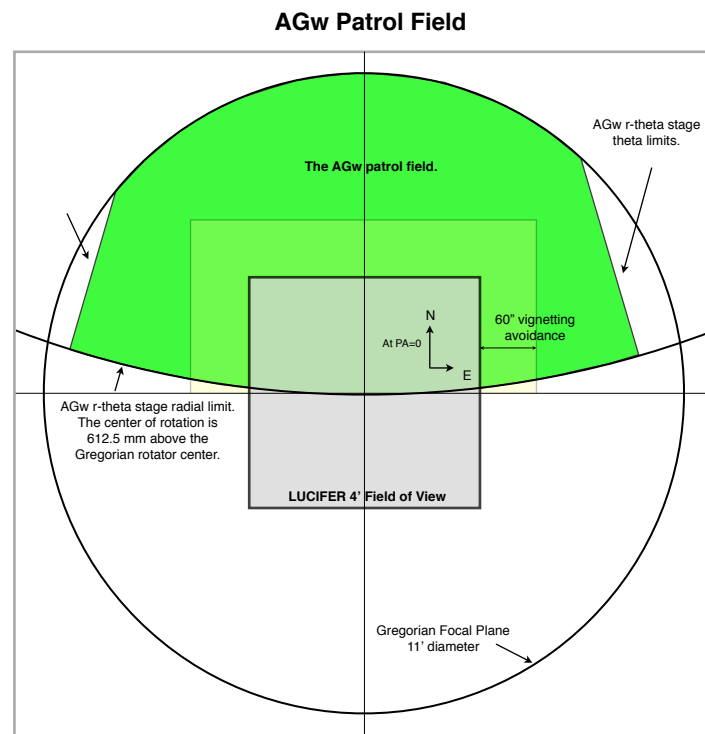 AGw Patrol Field
AGw r-theta stage
theta limits.
The AGw patrol field.
N
60" vignetting
avoidance
At PA=0
E
AGw r-theta stage radial limit.
The center of rotation is
612.5 mm above the
Gregorian rotator center.
LUCIFER 4' Field of View
Gregorian Focal Plane
11' diameter